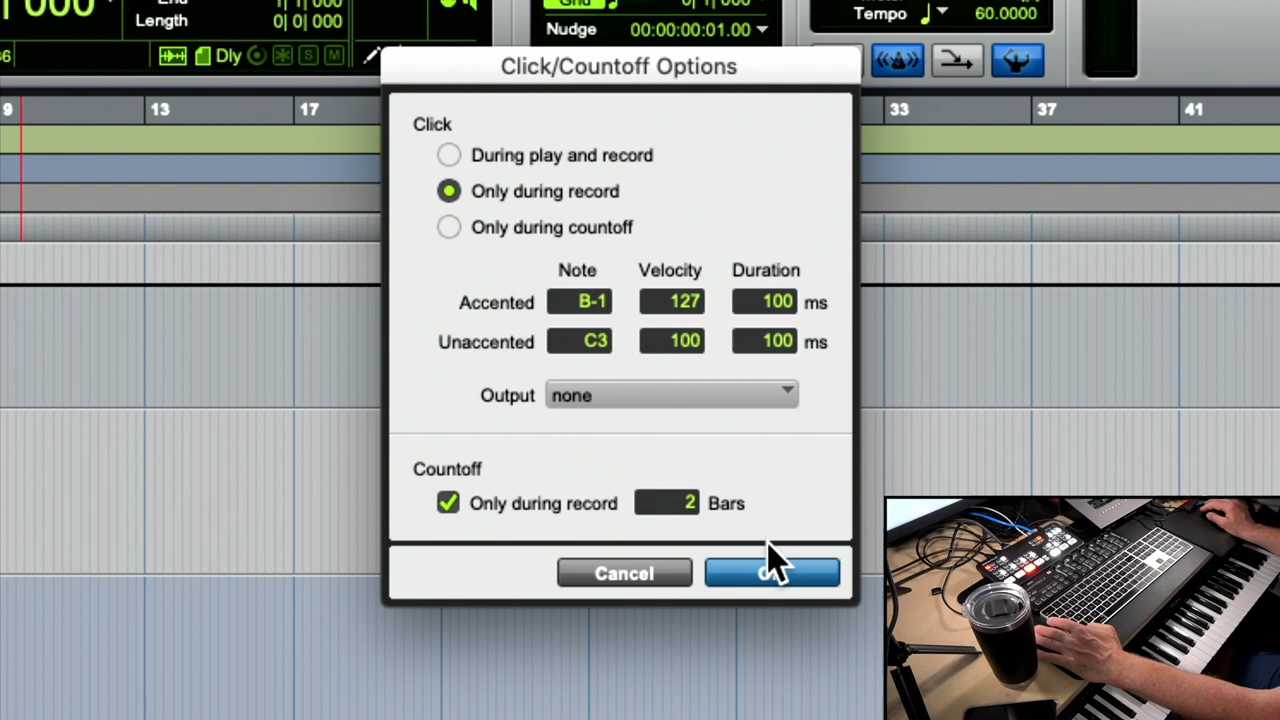 End
Length 0| 0| 000
Nudge 00:00:00:01.00
Tempo 60.0000
Dly S M
Click/Countoff Options
9 13 17 33 37 41
Click
During play and record
Only during record
Only during countoff
Note Velocity Duration
Accented B-1 127 100 ms
Unaccented C3 100 100 ms
Output none
Countoff
Only during record 2 Bars
Cancel